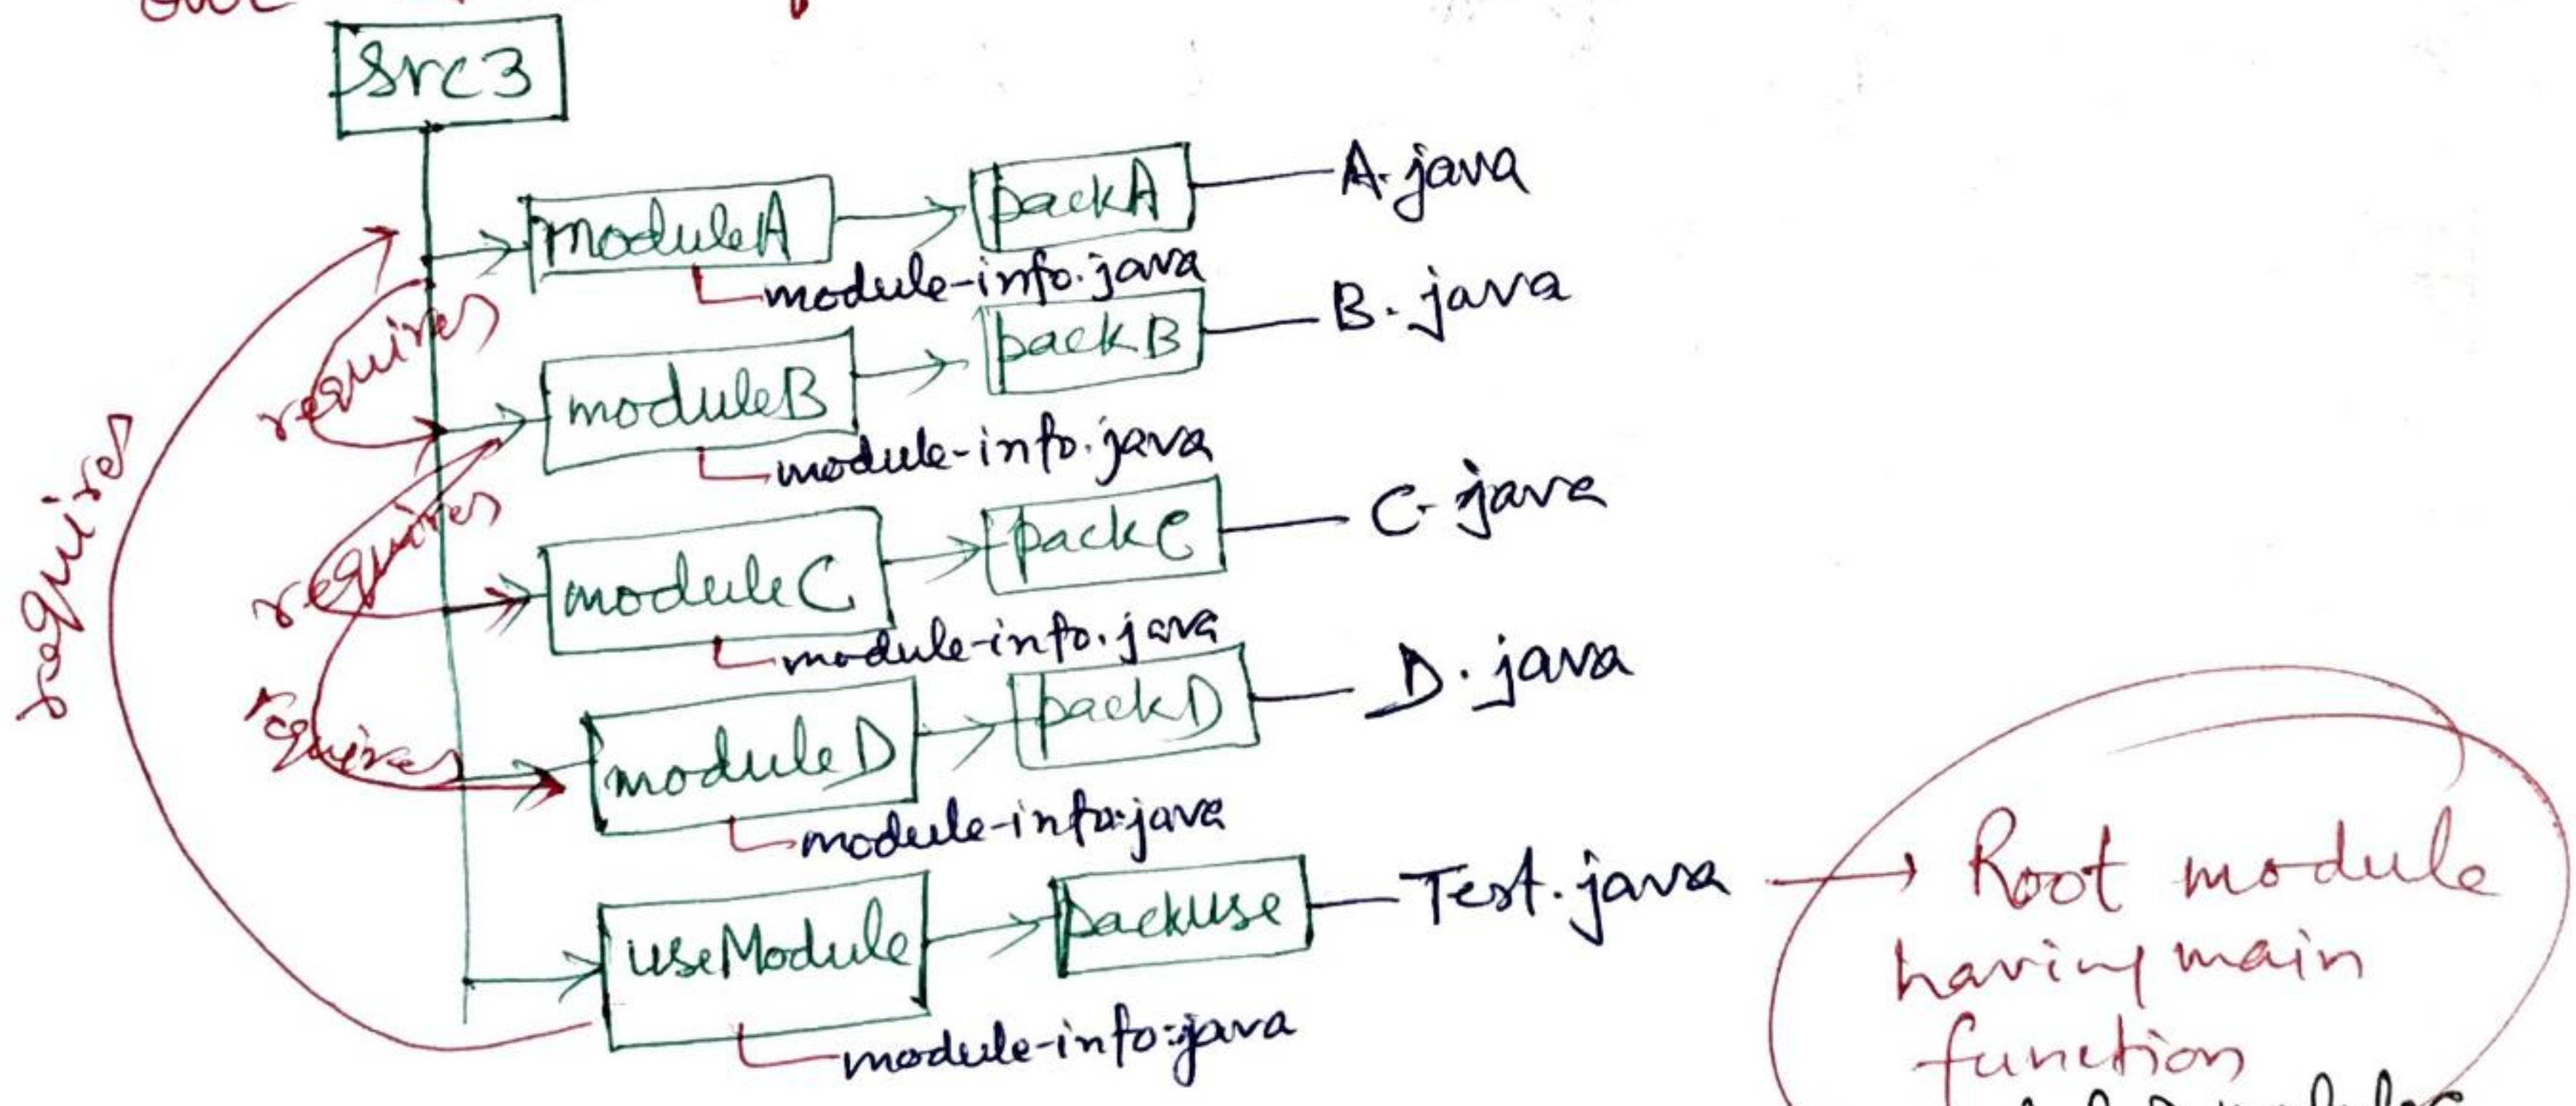 src3
moduleA
packA
A.java
module-info.java
requires
moduleB
packB
B.java
module-info.java
requires
requires
moduleC
packC
C.java
module-info.java
requires
moduleD
packD
D.java
module-info.java
useModule
packuse
Test.java
module-info.java
Root module
having main
function
modules